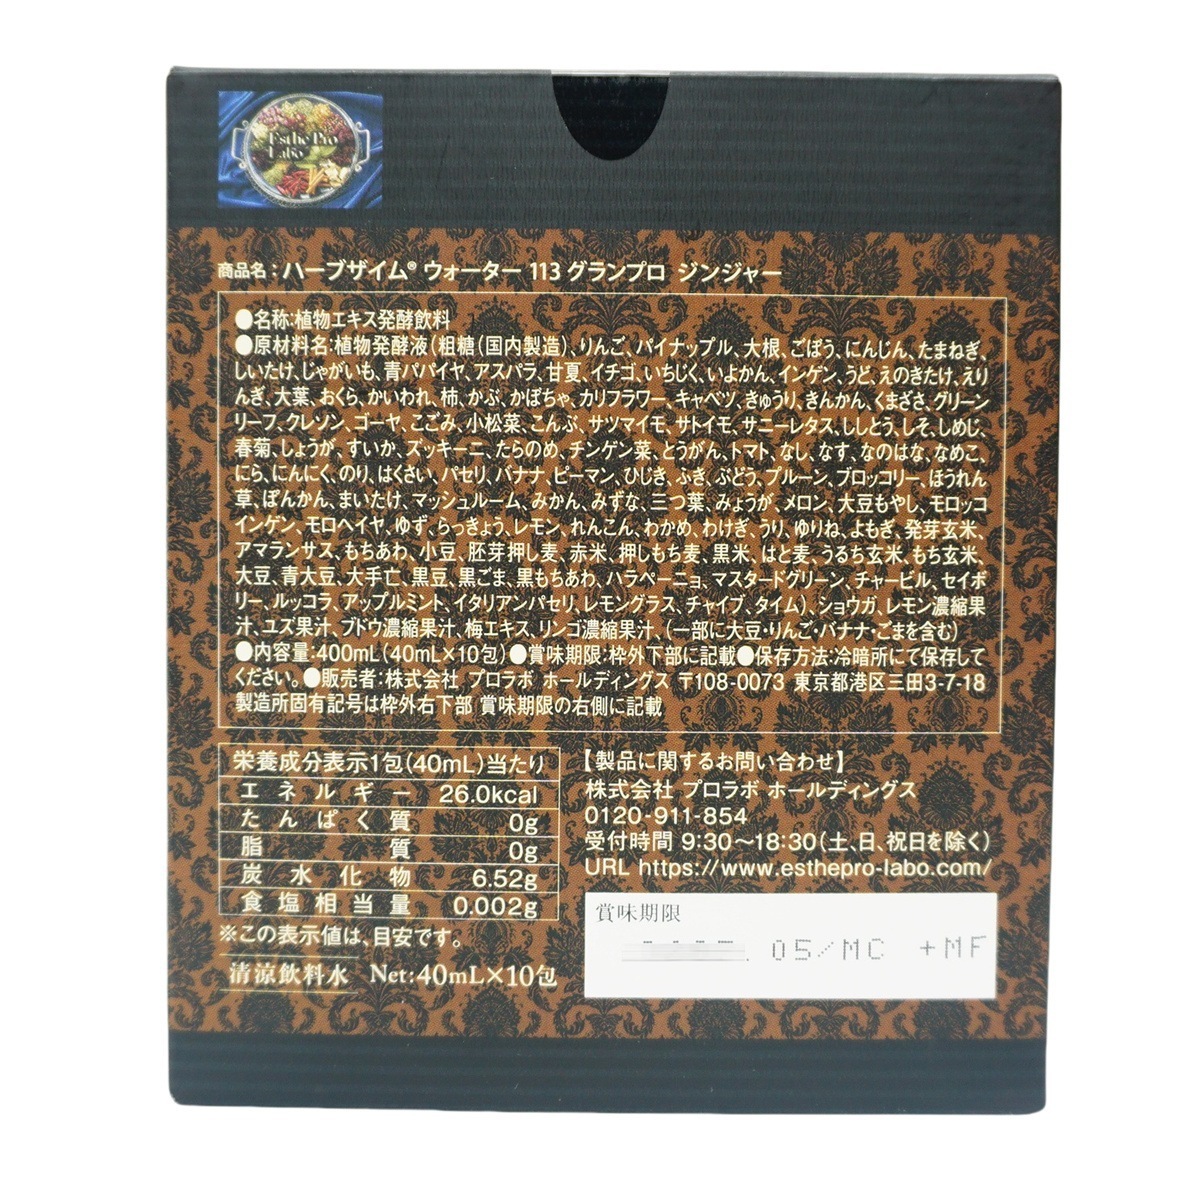 Esthe Pro
Labo
商品名：ハーブザイム® ウォーター 113 グランプロ ジンジャー
●名称：植物エキス発酵飲料
●原材料名：植物発酵液（粗糖（国内製造）、りんご、パイナップル、大根、ごぼう、にんじん、たまねぎ、
しいたけ、じゃがいも、青パパイヤ、アスパラ、甘夏、イチゴ、いちじく、いよかん、インゲン、うど、えのきたけ、えり
んぎ、大葉、おくら、かいわれ、柿、かぶ、かぼちゃ、カリフラワー、キャベツ、きゅうり、きんかん、くまざさ、グリーン
リーフ、クレソン、ゴーヤ、こごみ、小松菜、こんぶ、サツマイモ、サトイモ、サニーレタス、ししとう、しそ、しめじ、
春菊、しょうが、すいか、ズッキーニ、たらのめ、チンゲン菜、とうがん、トマト、なし、なす、なのはな、なめこ、
にら、にんにく、のり、はくさい、パセリ、バナナ、ピーマン、ひじき、ふき、ぶどう、プルーン、ブロッコリー、ほうれん
草、ぽんかん、まいたけ、マッシュルーム、みかん、みずな、三つ葉、みょうが、メロン、大豆もやし、モロッコ
インゲン、モロヘイヤ、ゆず、らっきょう、レモン、れんこん、わかめ、わけぎ、うり、ゆりね、よもぎ、発芽玄米、
アマランサス、もちあわ、小豆、胚芽押し麦、赤米、押しもち麦、黒米、はと麦、うるち玄米、もち玄米、
大豆、青大豆、大手亡、黒豆、黒ごま、黒もちあわ、ハラペーニョ、マスタードグリーン、チャービル、セイボ
リー、ルッコラ、アップルミント、イタリアンパセリ、レモングラス、チャイブ、タイム）、ショウガ、レモン濃縮果
汁、ユズ果汁、ブドウ濃縮果汁、梅エキス、リンゴ濃縮果汁、（一部に大豆・りんご・バナナ・ごまを含む）
●内容量：400mL（40mL×10包）●賞味期限：枠外下部に記載●保存方法：冷暗所にて保存して
ください。●販売者：株式会社 プロラボ ホールディングス 〒108-0073 東京都港区三田3-7-18
製造所固有記号は枠外右下部 賞味期限の右側に記載
栄養成分表示1包（40mL）当たり
エネルギー 26.0kcal
たんぱく質 0g
脂質 0g
炭水化物 6.52g
食塩相当量 0.002g
※この表示値は、目安です。
清涼飲料水 Net:40mL×10包
【製品に関するお問い合わせ】
株式会社 プロラボ ホールディングス
0120-911-854
受付時間 9:30～18:30（土、日、祝日を除く）
URL https://www.esthepro-labo.com/
賞味期限
05/MC +MF